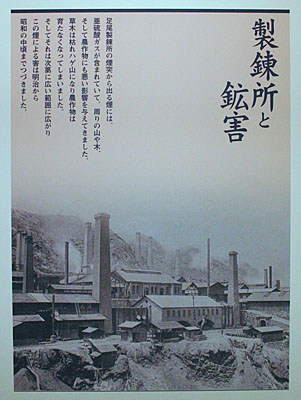 製錬所と
鉱害
足尾製錬所の煙突から出る煙には、
亜硫酸ガスが含まれていて、周りの山や木、
そして農作物にも悪い影響を与えてきました。
草木は枯れハゲ山になり農作物は
育たなくなってしまいました。
そしてそれは次第に広い範囲に広がり
この煙による害は明治から
昭和の中頃までつづきました。